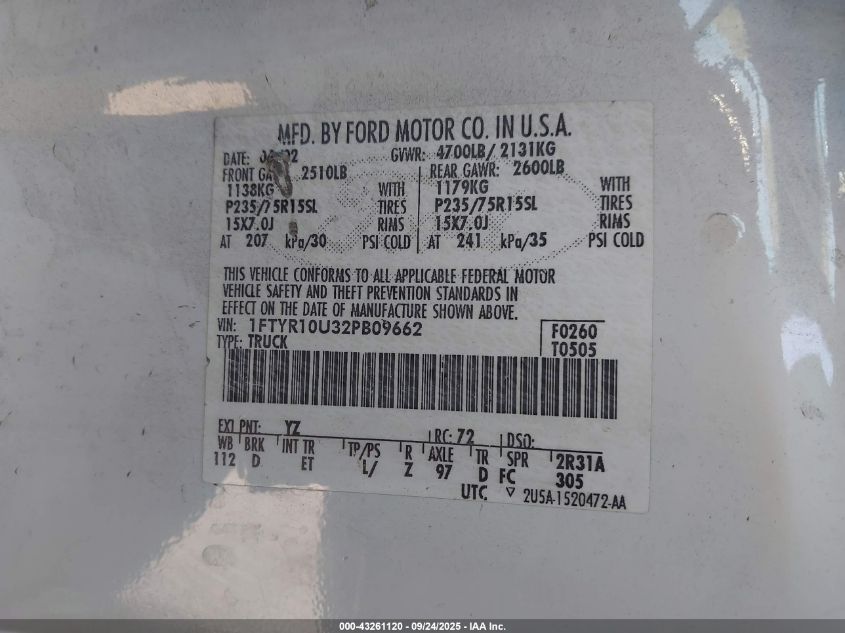 MFD. BY FORD MOTOR CO. IN U.S.A.
DATE: GVWR: 4700LB/ 2131KG
FRONT 2510LB REAR GAWR: 2600LB
1138KG WITH 1179KG WITH
P235/75R15SL TIRES P235/75R15SL TIRES
15X7.0J RIMS 15X7.0J RIMS
AT 207 kPa/30 PSI COLD AT 241 kPa/35 PSI COLD
THIS VEHICLE CONFORMS TO ALL APPLICABLE FEDERAL MOTOR
VEHICLE SAFETY AND THEFT PREVENTION STANDARDS IN
EFFECT ON THE DATE OF MANUFACTURE SHOWN ABOVE.
VIN: 1FTYR10U32PB09662 F0260
TYPE: TRUCK T0505
EXT PNT: YZ RC: 72 DSO:
WB BRK INT TR TP/PS R AXLE TR SPR 2R31A
112 D ET L/ Z 97 D FC 305
UTC ▽ 2U5A-1520472-AA
000-43261120 - 09/24/2025 - IAA Inc.